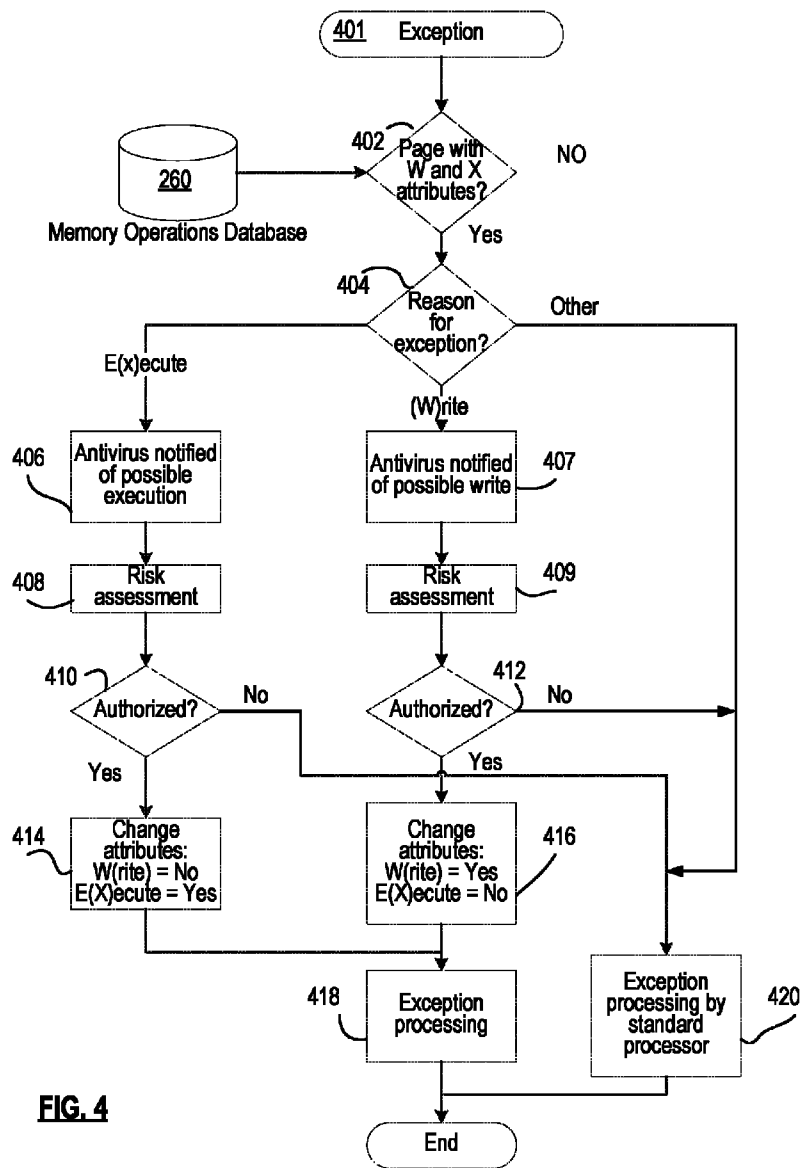 401 Exception
402
Page with
W and X
attributes?
NO
260
Memory Operations Database
Yes
404
Reason
for
exception?
Other
E(x)ecute
(W)rite
406
Antivirus notified
of possible
execution
Antivirus notified
of possible write
407
408
Risk
assessment
Risk
assessment
409
410
Authorized?
No
412
Authorized?
No
Yes
Yes
414
Change
attributes:
W(rite) = No
E(X)ecute = Yes
Change
attributes:
W(rite) = Yes
E(X)ecute = No
416
418
Exception
processing
Exception
processing by
standard
processor
420
FIG. 4
End